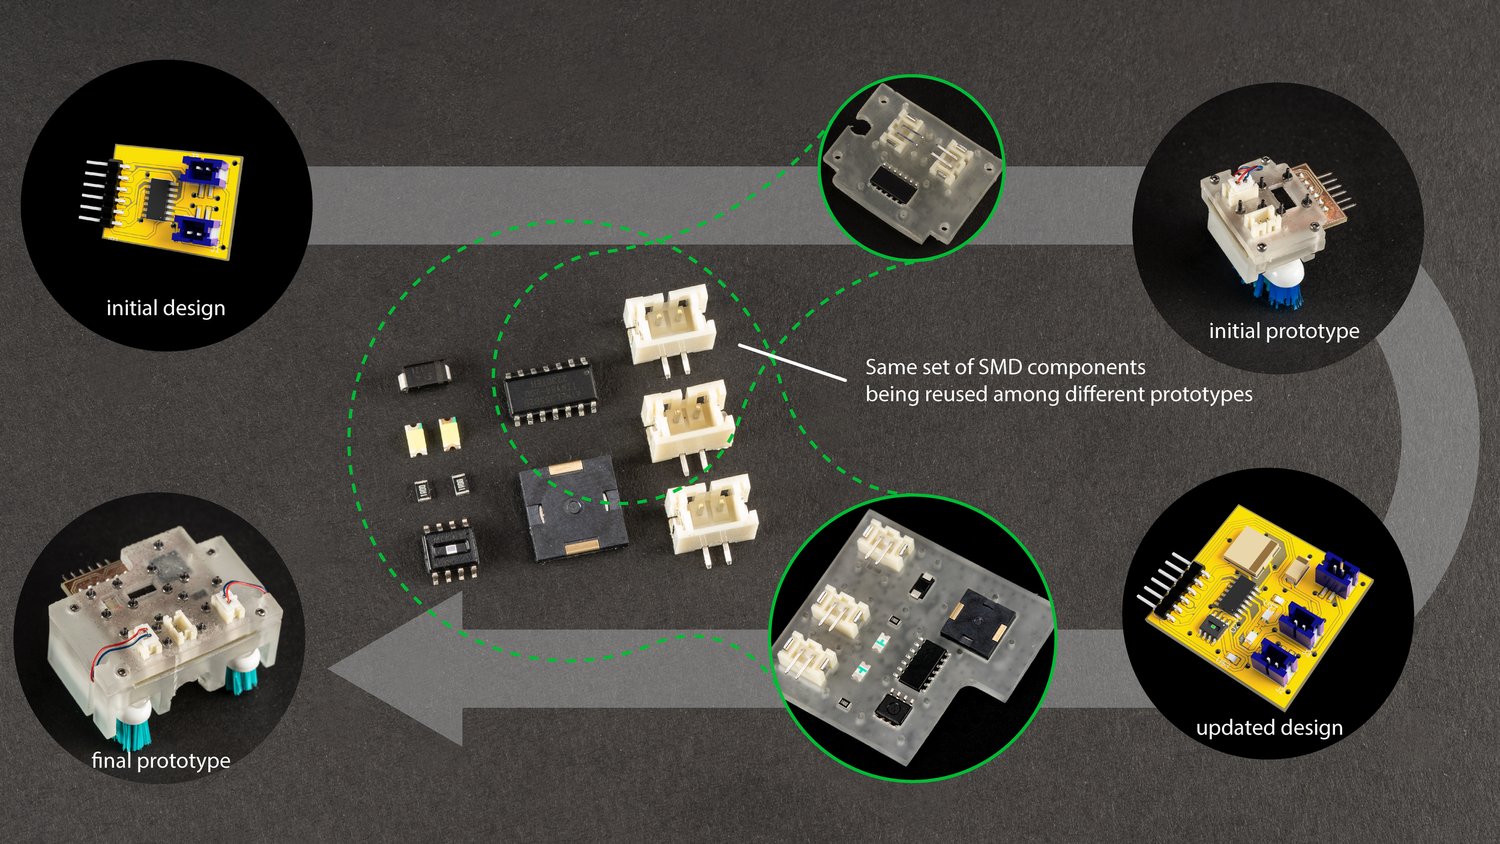 initial design
initial prototype
Same set of SMD components
being reused among different prototypes
updated design
final prototype